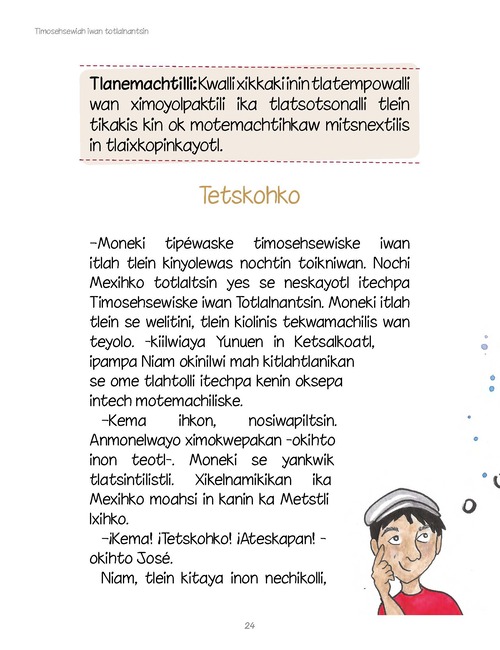 Timosehsewiah iwan totlalnantsin
Tlanemachtilli: Kwalli xikkaki inin tlatempowalli
wan ximoyolpaktili ika tlatsotsonalli tlein
tikakis kin ok motemachtihkaw mitsnextilis
in tlaixkopinkayotl.
Tetskohko
–Moneki tipéwaske timosehsewiske iwan
itlah tlein kinyolewas nochtin toikniwan. Nochi
Mexihko totlaltsin yes se neskayotl itechpa
Timosehsewiske iwan Totlalnantsin. Moneki itlah
tlein se welitini, tlein kiolinis tekwamachilis wan
teyolo. -kiilwiaya Yunuen in Ketsalkoatl,
ipampa Niam okinilwi mah kitlahtlanikan
se ome tlahtolli itechpa kenin oksepa
intech motemachiliske.
–Kema ihkon, nosiwapiltsin.
Anmonelwayo ximokwepakan -okihto
inon teotl-. Moneki se yankwik
tlatsintilistli. Xikelnamikikan ika
Mexihko moahsi in kanin ka Metstli
Ixihko.
–¡Kema! ¡Tetskohko! ¡Ateskapan! -
okihto José.
Niam, tlein kitaya inon nechikolli,
24